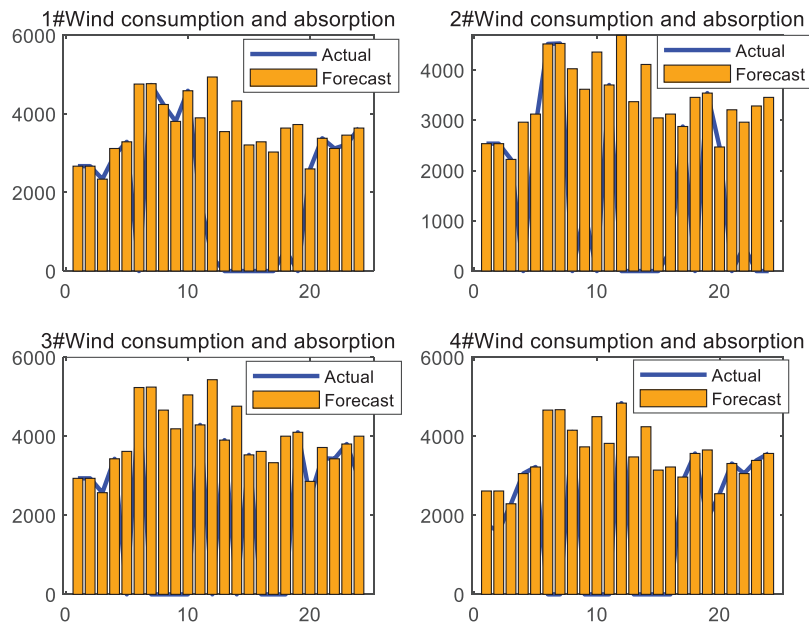 1#Wind consumption and absorption
6000
4000
2000
0
0
10
20
Actual
Forecast
2#Wind consumption and absorption
4000
3000
2000
1000
0
0
10
20
Actual
Forecast
3#Wind consumption and absorption
6000
4000
2000
0
0
10
20
Actual
Forecast
4#Wind consumption and absorption
6000
4000
2000
0
0
10
20
Actual
Forecast